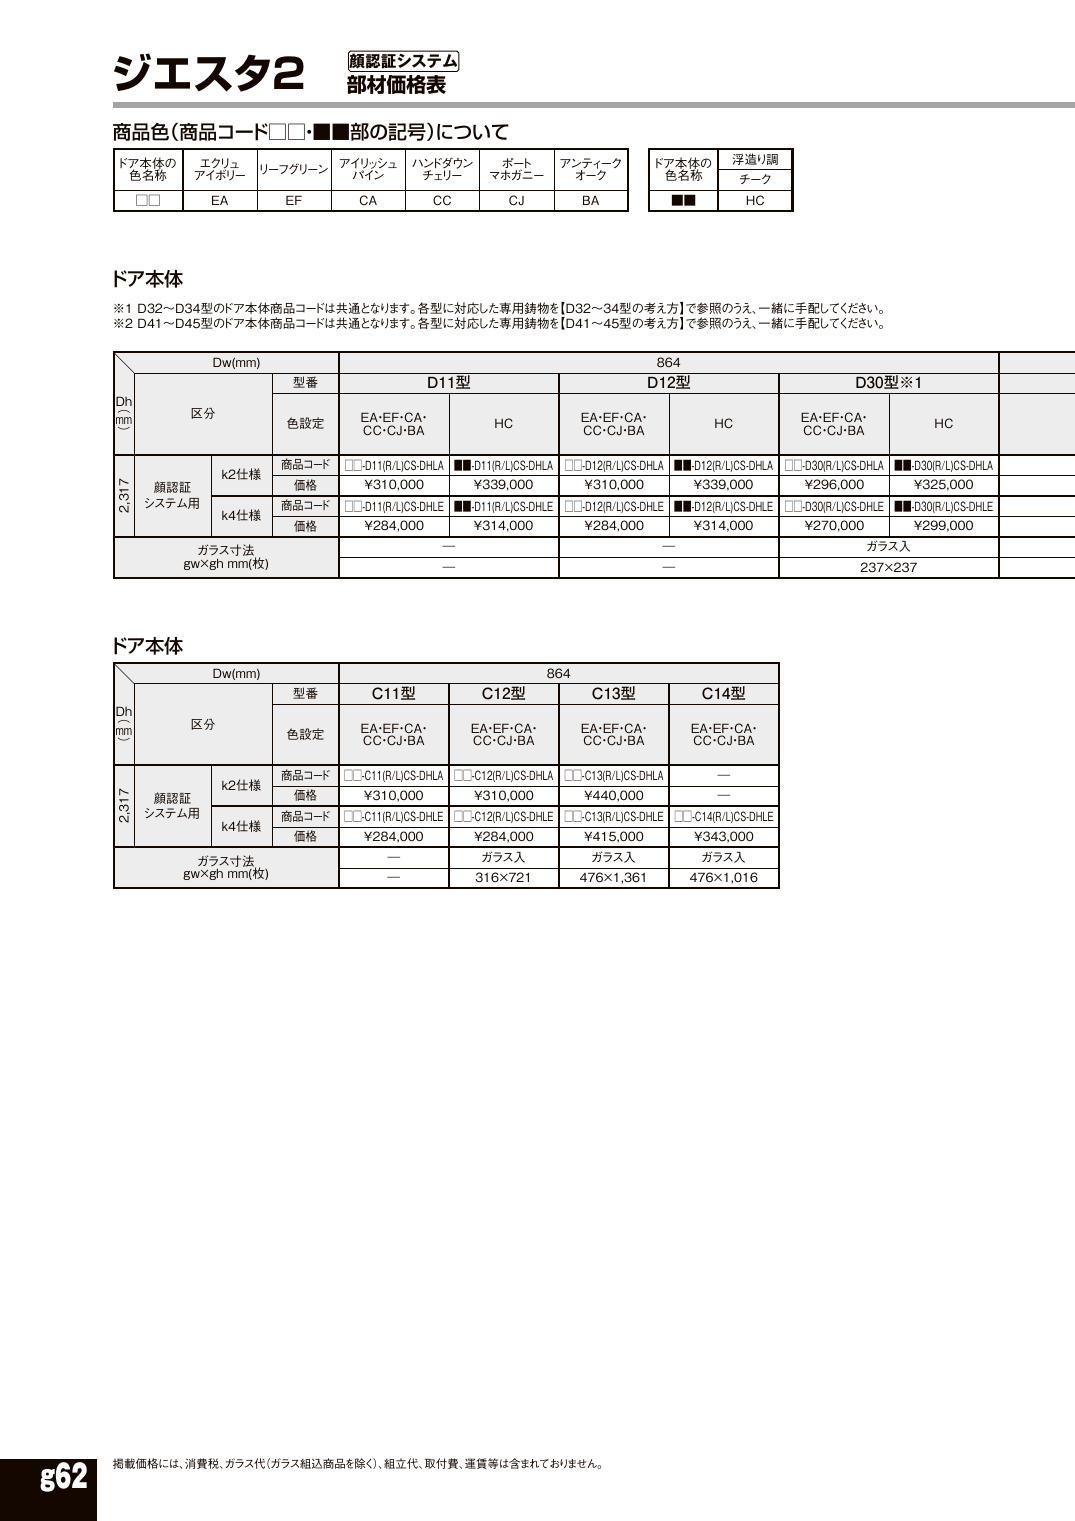 ジエスタ2
顔認証システム
部材価格表
商品色（商品コード□□・■■部の記号）について
ドア本体の色名称 エクリュアイボリー リーフグリーン アイリッシュパイン ハンドダウンチェリー ポートマホガニー アンティークオーク
□□ EA EF CA CC CJ BA
ドア本体の色名称 浮造り調
チーク
■■ HC
ドア本体
※1 D32～D34型のドア本体商品コードは共通となります。各型に対応した専用鋳物を【D32～34型の考え方】で参照のうえ、一緒に手配してください。
※2 D41～D45型のドア本体商品コードは共通となります。各型に対応した専用鋳物を【D41～45型の考え方】で参照のうえ、一緒に手配してください。
Dw(mm) 864
Dh(mm) 区分 型番 D11型 D12型 D30型※1
色設定 EA・EF・CA・CC・CJ・BA HC EA・EF・CA・CC・CJ・BA HC EA・EF・CA・CC・CJ・BA HC
2,317 顔認証システム用 k2仕様 商品コード □□-D11(R/L)CS-DHLA ■■-D11(R/L)CS-DHLA □□-D12(R/L)CS-DHLA ■■-D12(R/L)CS-DHLA □□-D30(R/L)CS-DHLA ■■-D30(R/L)CS-DHLA
価格 ¥310,000 ¥339,000 ¥310,000 ¥339,000 ¥296,000 ¥325,000
k4仕様 商品コード □□-D11(R/L)CS-DHLE ■■-D11(R/L)CS-DHLE □□-D12(R/L)CS-DHLE ■■-D12(R/L)CS-DHLE □□-D30(R/L)CS-DHLE ■■-D30(R/L)CS-DHLE
価格 ¥284,000 ¥314,000 ¥284,000 ¥314,000 ¥270,000 ¥299,000
ガラス寸法 — — ガラス入
gw×gh mm(枚) — — 237×237
ドア本体
Dw(mm) 864
Dh(mm) 区分 型番 C11型 C12型 C13型 C14型
色設定 EA・EF・CA・CC・CJ・BA EA・EF・CA・CC・CJ・BA EA・EF・CA・CC・CJ・BA EA・EF・CA・CC・CJ・BA
2,317 顔認証システム用 k2仕様 商品コード □□-C11(R/L)CS-DHLA □□-C12(R/L)CS-DHLA □□-C13(R/L)CS-DHLA —
価格 ¥310,000 ¥310,000 ¥440,000 —
k4仕様 商品コード □□-C11(R/L)CS-DHLE □□-C12(R/L)CS-DHLE □□-C13(R/L)CS-DHLE □□-C14(R/L)CS-DHLE
価格 ¥284,000 ¥284,000 ¥415,000 ¥343,000
ガラス寸法 — ガラス入 ガラス入 ガラス入
gw×gh mm(枚) — 316×721 476×1,361 476×1,016
g62
掲載価格には、消費税、ガラス代（ガラス組込商品を除く）、組立代、取付費、運賃等は含まれておりません。